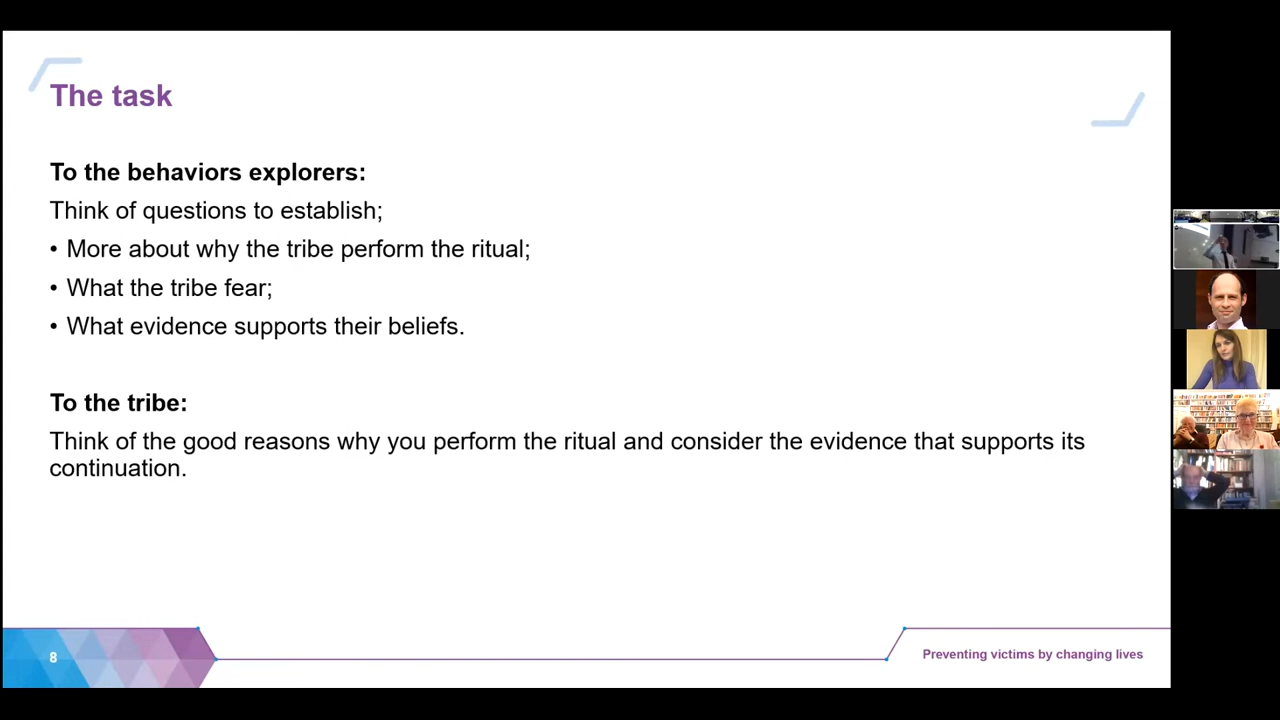 The task
To the behaviors explorers:
Think of questions to establish;
• More about why the tribe perform the ritual;
• What the tribe fear;
• What evidence supports their beliefs.
To the tribe:
Think of the good reasons why you perform the ritual and consider the evidence that supports its
continuation.
8
Preventing victims by changing lives